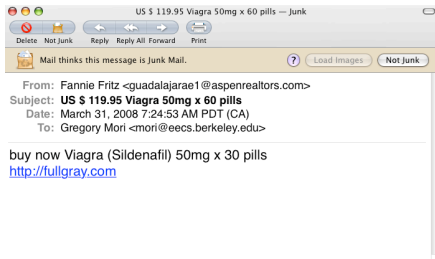 US $ 119.95 Viagra 50mg x 60 pills — Junk
Delete Not Junk Reply Reply All Forward Print
Mail thinks this message is Junk Mail. ? Load Images Not Junk
From: Fannie Fritz <guadalajarae1@aspenrealtors.com>
Subject: US $ 119.95 Viagra 50mg x 60 pills
Date: March 31, 2008 7:24:53 AM PDT (CA)
To: Gregory Mori <mori@eecs.berkeley.edu>
buy now Viagra (Sildenafil) 50mg x 30 pills
http://fullgray.com